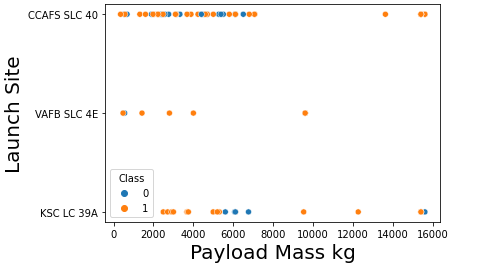 CCAFS SLC 40
VAFB SLC 4E
KSC LC 39A
Launch Site
Class
0
1
0 2000 4000 6000 8000 10000 12000 14000 16000
Payload Mass kg